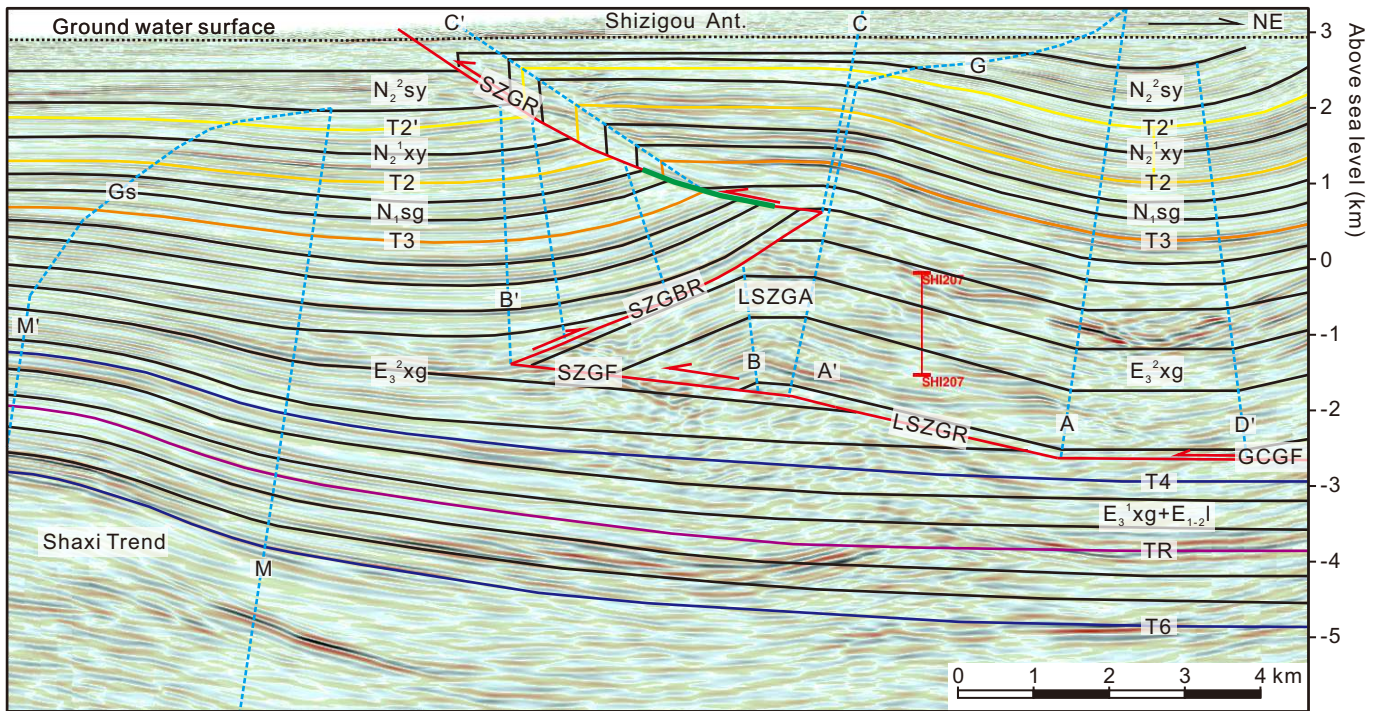 C' Shizigou Ant. C NE
Ground water surface
3
Above sea level (km)
G
SZGR
N₂²sy N₂²sy
2
T2' T2'
N₂¹xy N₂¹xy
T2 T2
1
Gs
N₁sg N₁sg
T3 T3
0
SHI207
B' SZGBR LSZGA
M'
-1
E₃²xg SZGF B A' SHI207 E₃²xg
-2
LSZGR A D'
GCGF
T4
-3
E₃¹xg+E₁₋₂l
Shaxi Trend
TR
M
-4
T6
-5
0 1 2 3 4 km